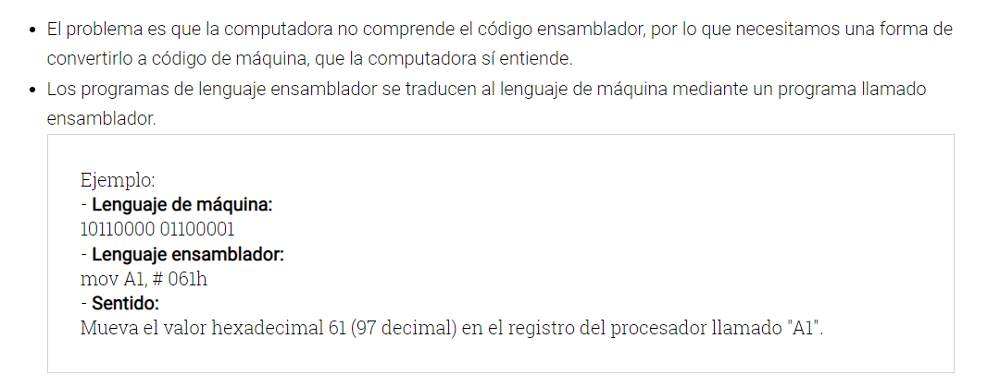 • El problema es que la computadora no comprende el código ensamblador, por lo que necesitamos una forma de
convertirlo a código de máquina, que la computadora sí entiende.
• Los programas de lenguaje ensamblador se traducen al lenguaje de máquina mediante un programa llamado
ensamblador.
Ejemplo:
- Lenguaje de máquina:
10110000 01100001
- Lenguaje ensamblador:
mov A1, # 061h
- Sentido:
Mueva el valor hexadecimal 61 (97 decimal) en el registro del procesador llamado "A1".